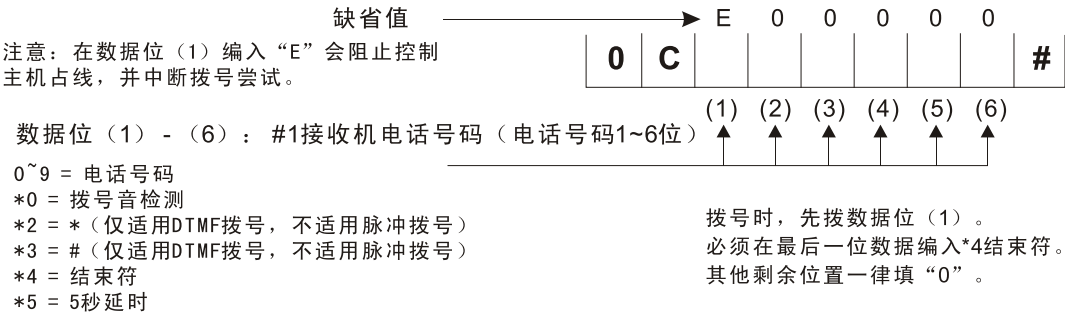 缺省值 E 0 0 0 0 0
注意：在数据位（1）编入“E”会阻止控制
主机占线，并中断拨号尝试。
0 C #
(1) (2) (3) (4) (5) (6)
数据位（1）-（6）：#1接收机电话号码（电话号码1~6位）
0~9 = 电话号码
*0 = 拨号音检测
*2 = *（仅适用DTMF拨号，不适用脉冲拨号）
*3 = #（仅适用DTMF拨号，不适用脉冲拨号）
*4 = 结束符
*5 = 5秒延时
拨号时，先拨数据位（1）。
必须在最后一位数据编入*4结束符。
其他剩余位置一律填“0”。